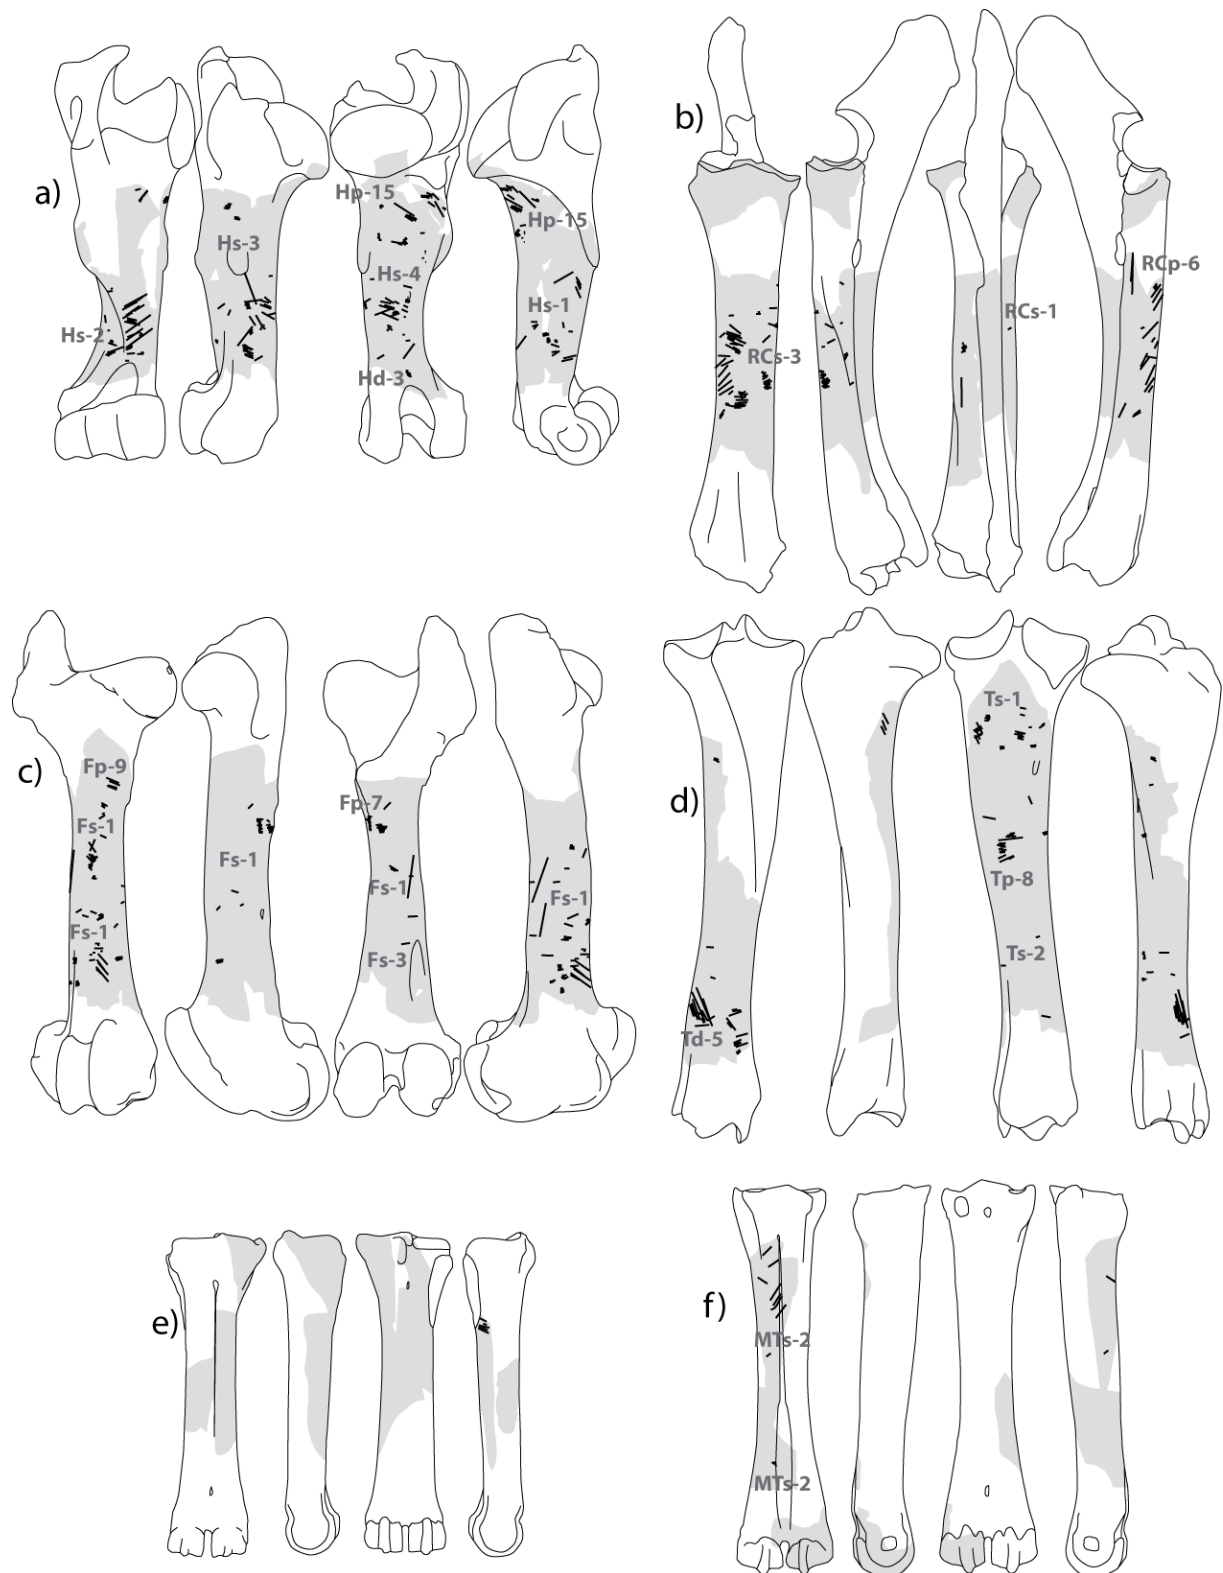 a)
Hp-15
Hp-15
Hs-3
Hs-4
Hs-1
Hs-2
Hd-3
b)
RCp-6
RCs-1
RCs-3
c)
Fp-9
Fp-7
Fs-1
Fs-1
Fs-1
Fs-1
Fs-1
Fs-3
d)
Ts-1
Tp-8
Ts-2
Td-5
e)
f)
MTs-2
MTs-2